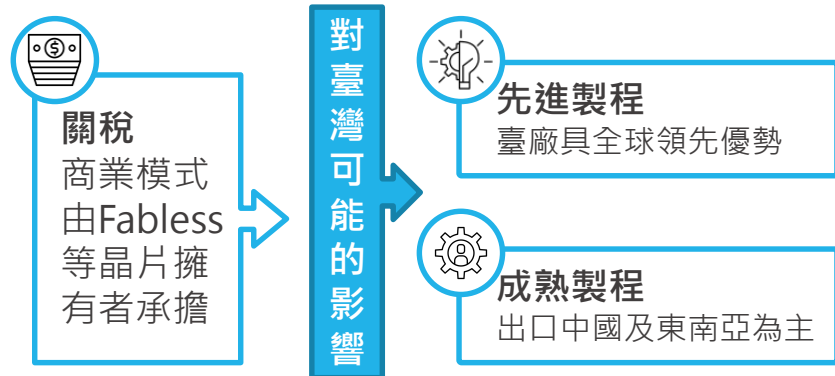 關稅
商業模式
由Fabless
等晶片擁
有者承擔
對臺灣可能的影響
先進製程
臺廠具全球領先優勢
成熟製程
出口中國及東南亞為主